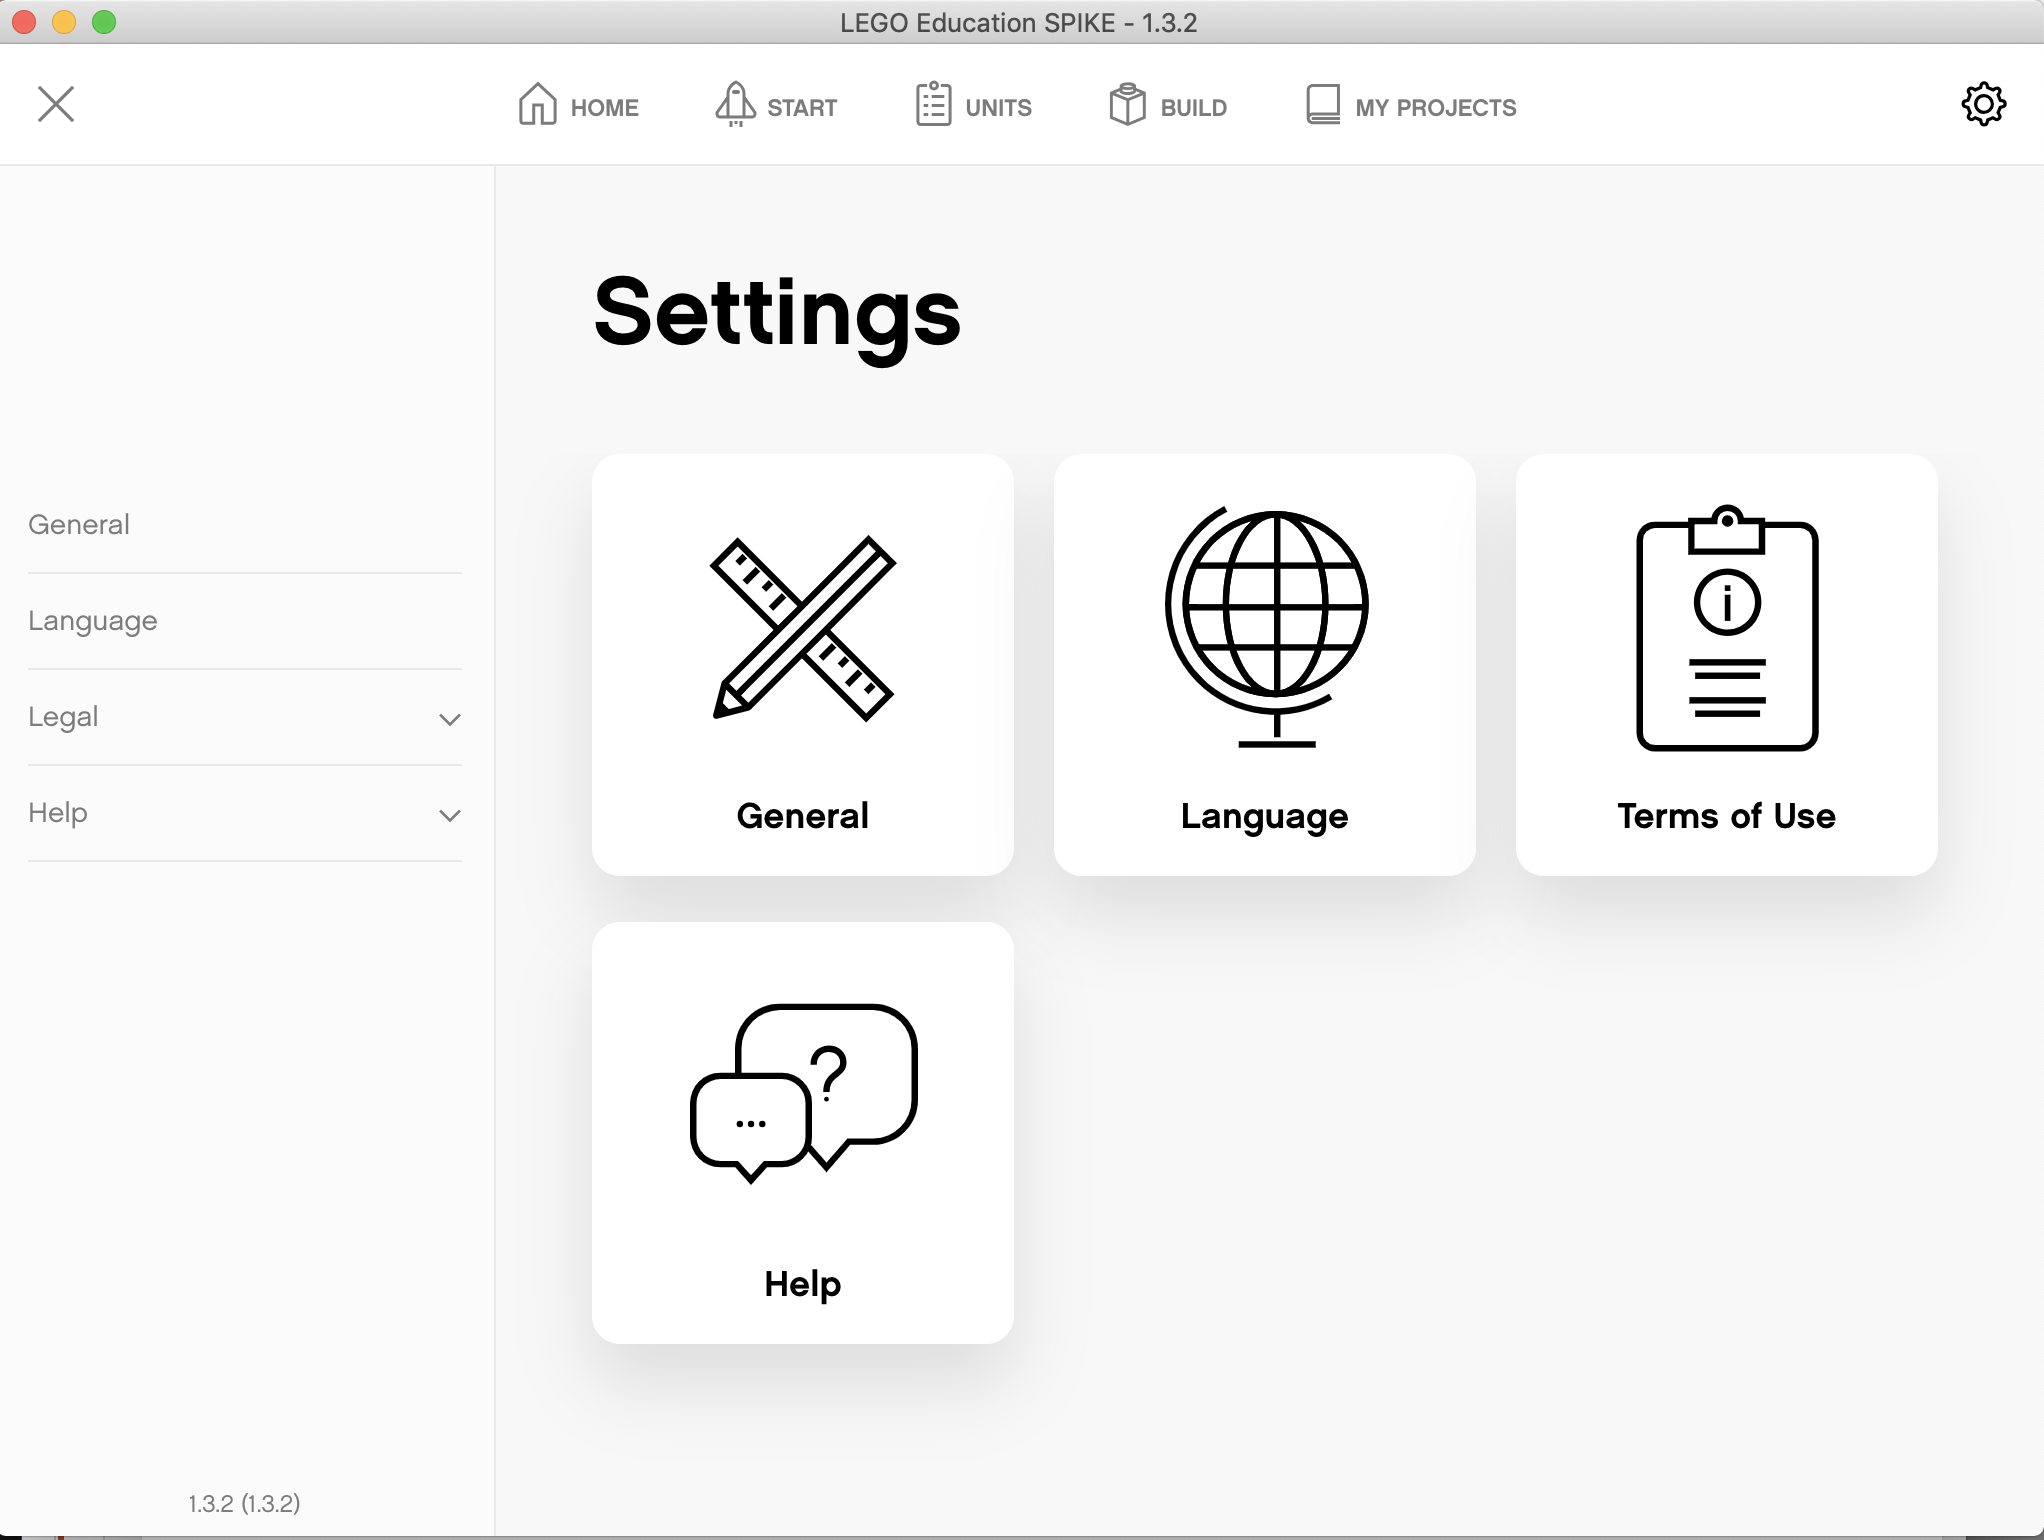 LEGO Education SPIKE - 1.3.2
HOME
START
UNITS
BUILD
MY PROJECTS
Settings
General
Language
Legal
Help
General
Language
i
Terms of Use
?
...
Help
1.3.2 (1.3.2)